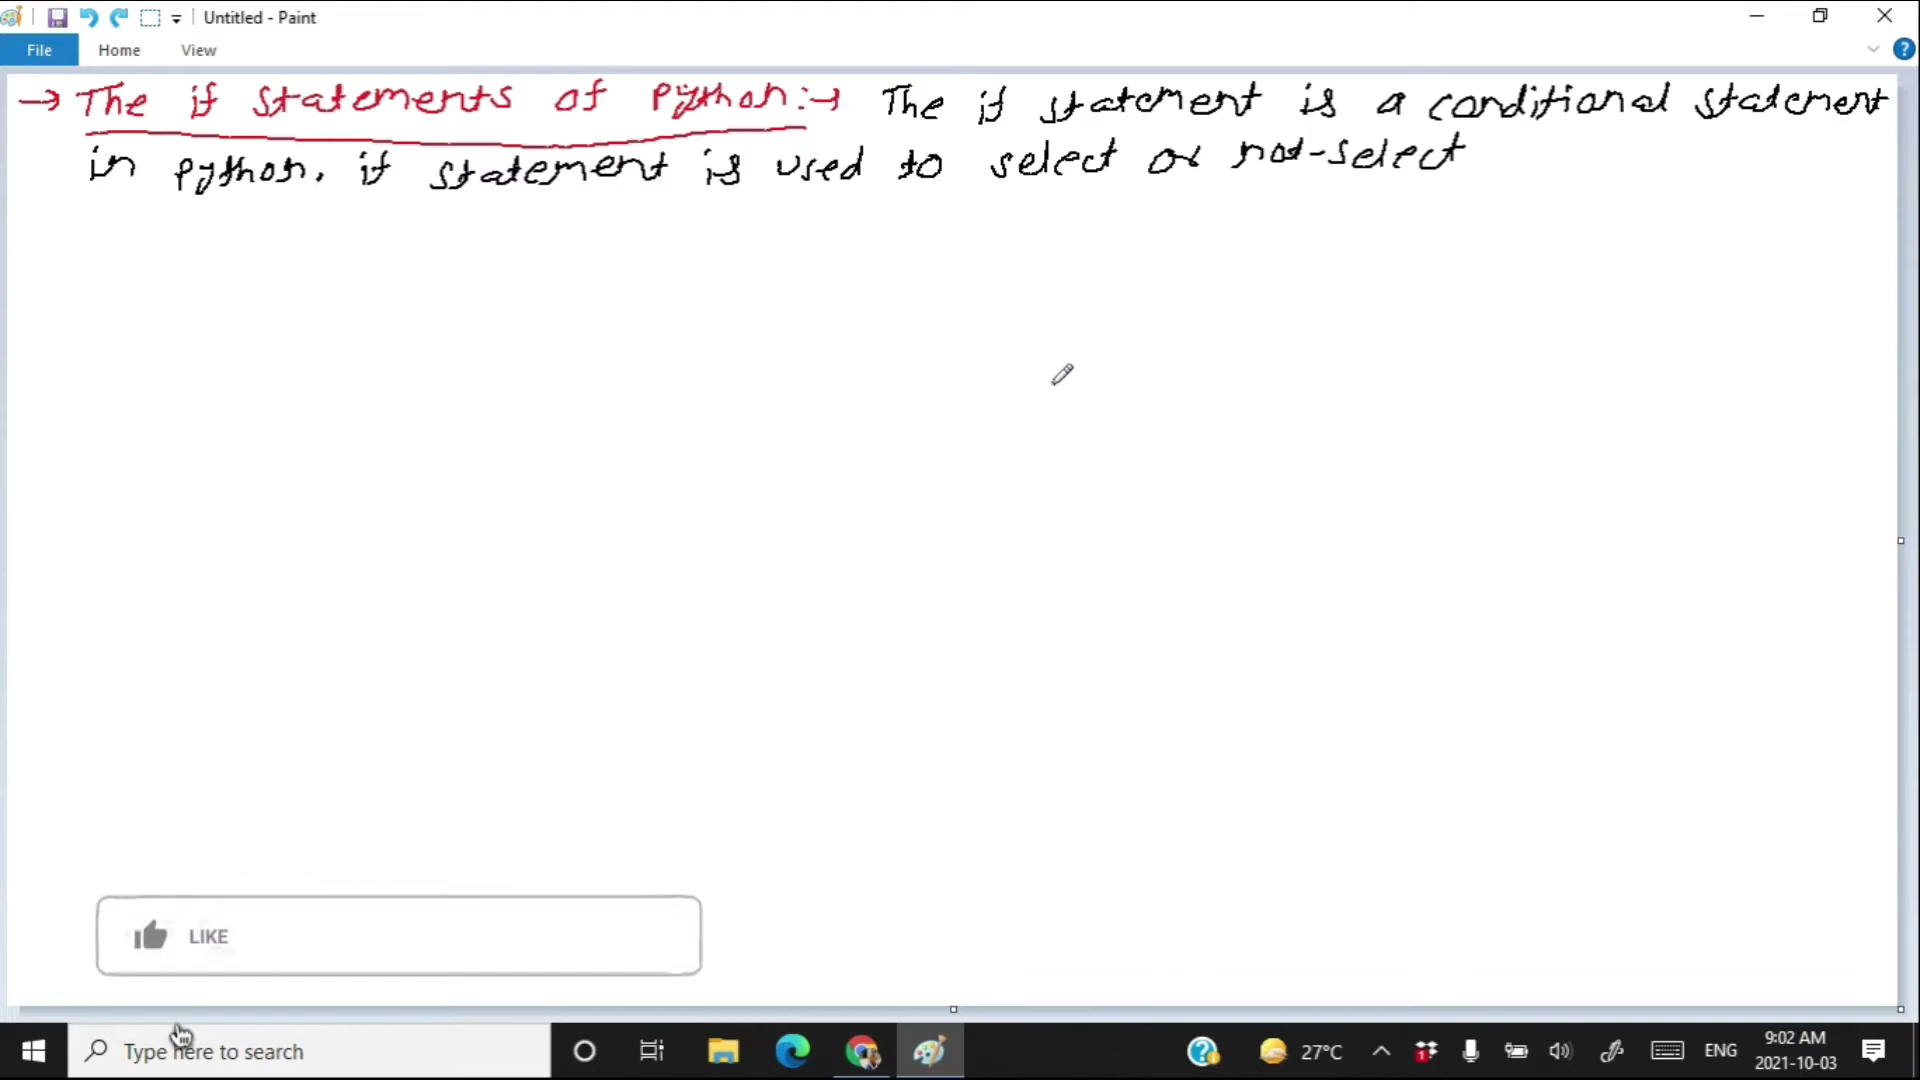 Untitled - Paint
File Home View
→ The if statements of Python:→ The if statement is a conditional statement
in python. if statement is used to select or not-select
LIKE
Type here to search
27°C
1
ENG
9:02 AM
2021-10-03